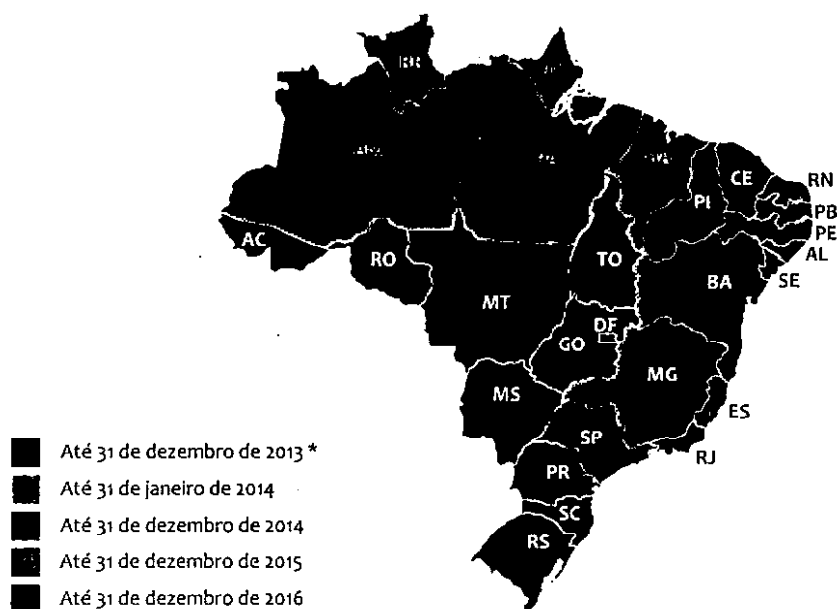 RR
CE
RN
PI
PB
PE
AC
AL
RO
TO
SE
BA
MT
DF
GO
MG
MS
ES
SP
RJ
PR
SC
RS
Até 31 de dezembro de 2013 *
Até 31 de janeiro de 2014
Até 31 de dezembro de 2014
Até 31 de dezembro de 2015
Até 31 de dezembro de 2016